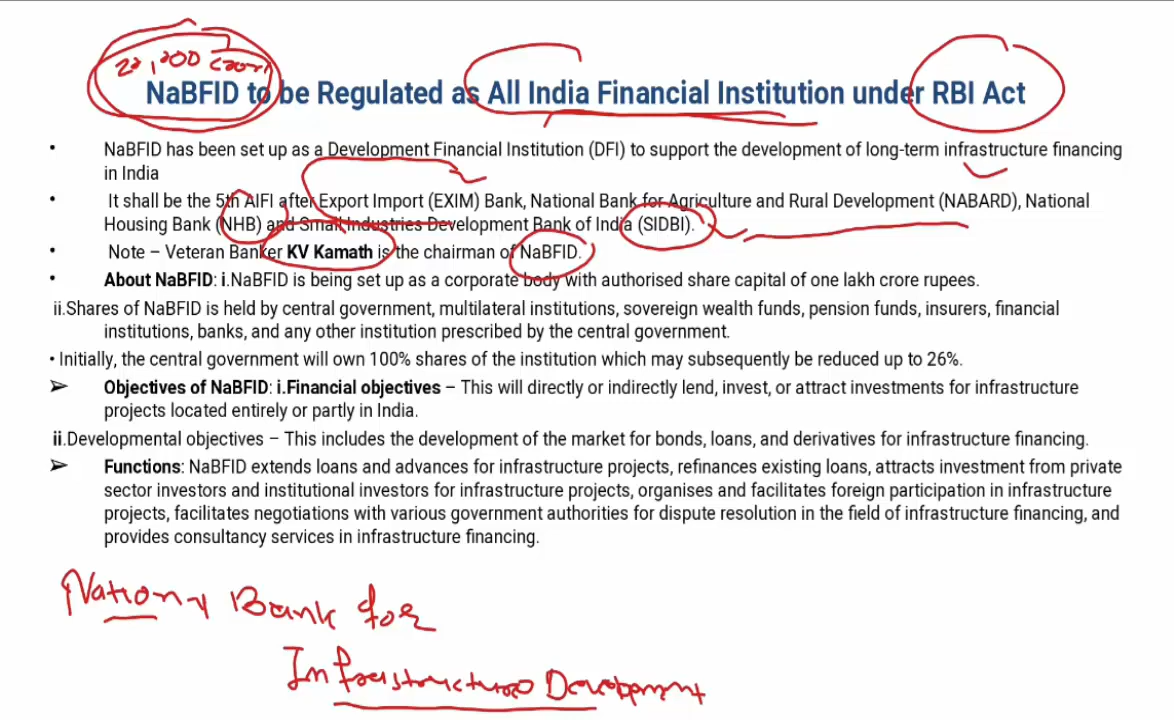 22,000 crore
NaBFID to be Regulated as All India Financial Institution under RBI Act
• NaBFID has been set up as a Development Financial Institution (DFI) to support the development of long-term infrastructure financing
in India
• It shall be the 5th AIFI after Export Import (EXIM) Bank, National Bank for Agriculture and Rural Development (NABARD), National
Housing Bank (NHB) and Small Industries Development Bank of India (SIDBI).
• Note – Veteran Banker KV Kamath is the chairman of NaBFID.
• About NaBFID: i.NaBFID is being set up as a corporate body with authorised share capital of one lakh crore rupees.
ii.Shares of NaBFID is held by central government, multilateral institutions, sovereign wealth funds, pension funds, insurers, financial
institutions, banks, and any other institution prescribed by the central government.
• Initially, the central government will own 100% shares of the institution which may subsequently be reduced up to 26%.
➢ Objectives of NaBFID: i.Financial objectives – This will directly or indirectly lend, invest, or attract investments for infrastructure
projects located entirely or partly in India.
ii.Developmental objectives – This includes the development of the market for bonds, loans, and derivatives for infrastructure financing.
➢ Functions: NaBFID extends loans and advances for infrastructure projects, refinances existing loans, attracts investment from private
sector investors and institutional investors for infrastructure projects, organises and facilitates foreign participation in infrastructure
projects, facilitates negotiations with various government authorities for dispute resolution in the field of infrastructure financing, and
provides consultancy services in infrastructure financing.
Nation Bank for
Infrastructure Development